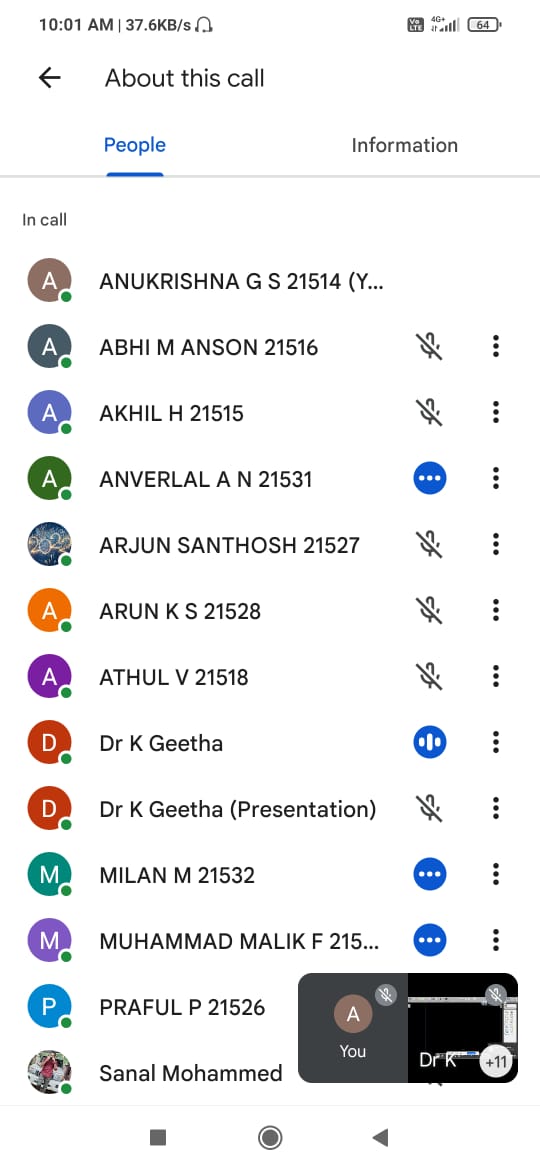 10:01 AM | 37.6KB/s
Vo LTE 4G+ 64
About this call
People Information
In call
A ANUKRISHNA G S 21514 (Y...
A ABHI M ANSON 21516
A AKHIL H 21515
A ANVERLAL A N 21531
2020 ARJUN SANTHOSH 21527
A ARUN K S 21528
A ATHUL V 21518
D Dr K Geetha
D Dr K Geetha (Presentation)
M MILAN M 21532
M MUHAMMAD MALIK F 215...
P PRAFUL P 21526
A
You
Dr K
+11
Sanal Mohammed